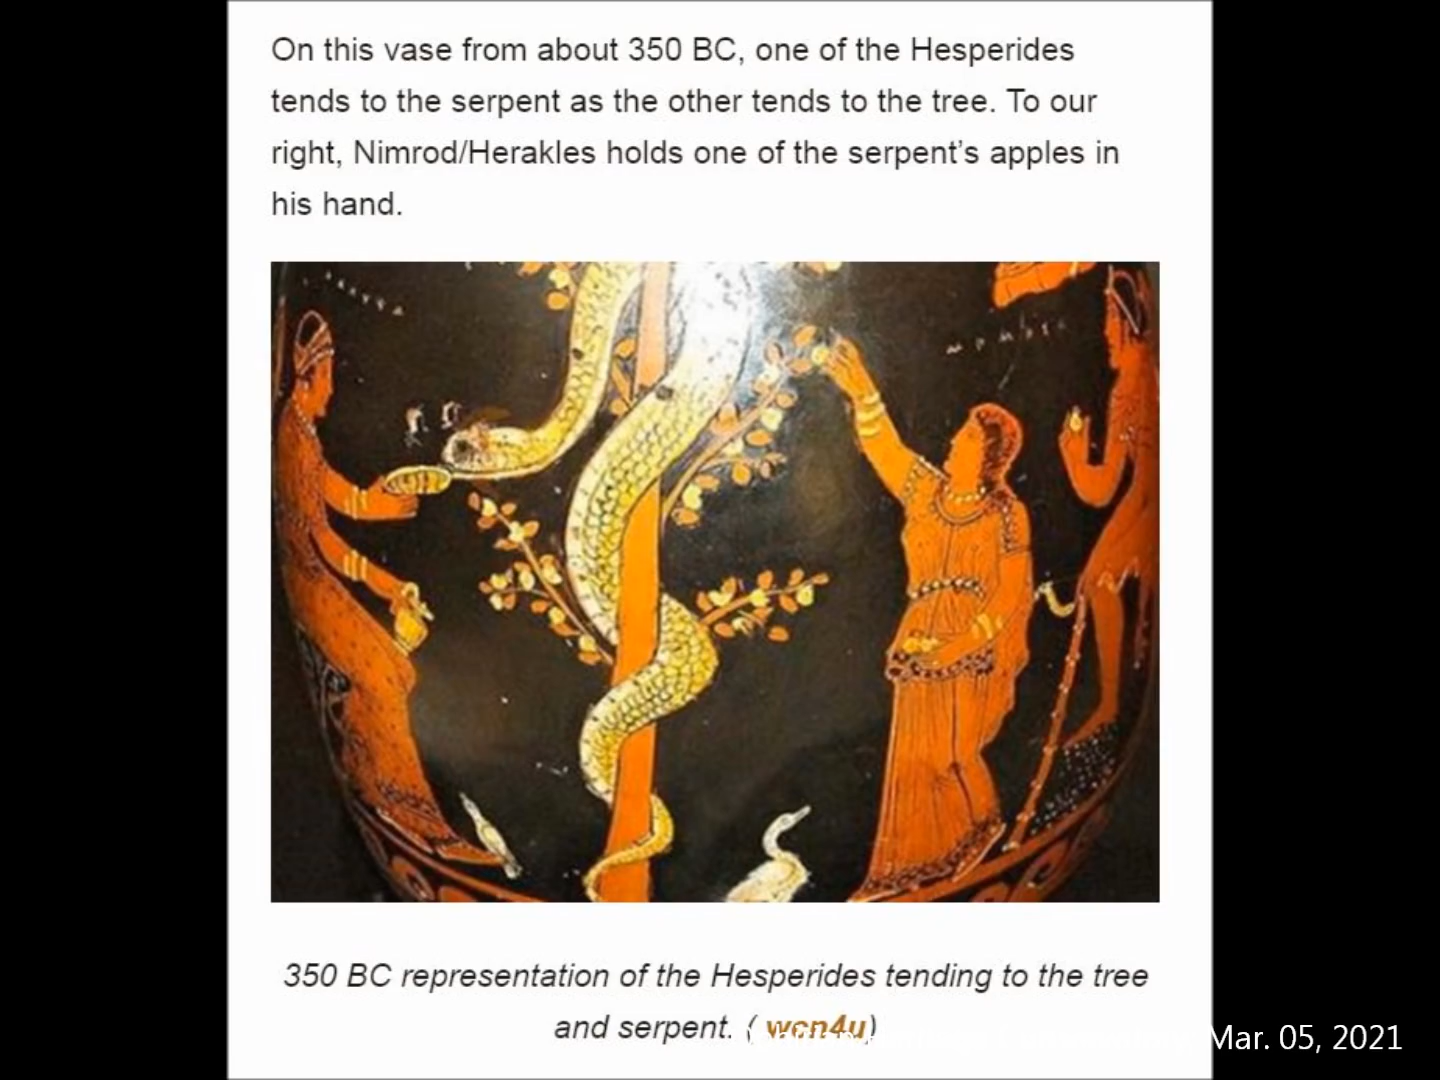 On this vase from about 350 BC, one of the Hesperides
tends to the serpent as the other tends to the tree. To our
right, Nimrod/Herakles holds one of the serpent’s apples in
his hand.
350 BC representation of the Hesperides tending to the tree
and serpent. ( wcn4u)
Mar. 05, 2021